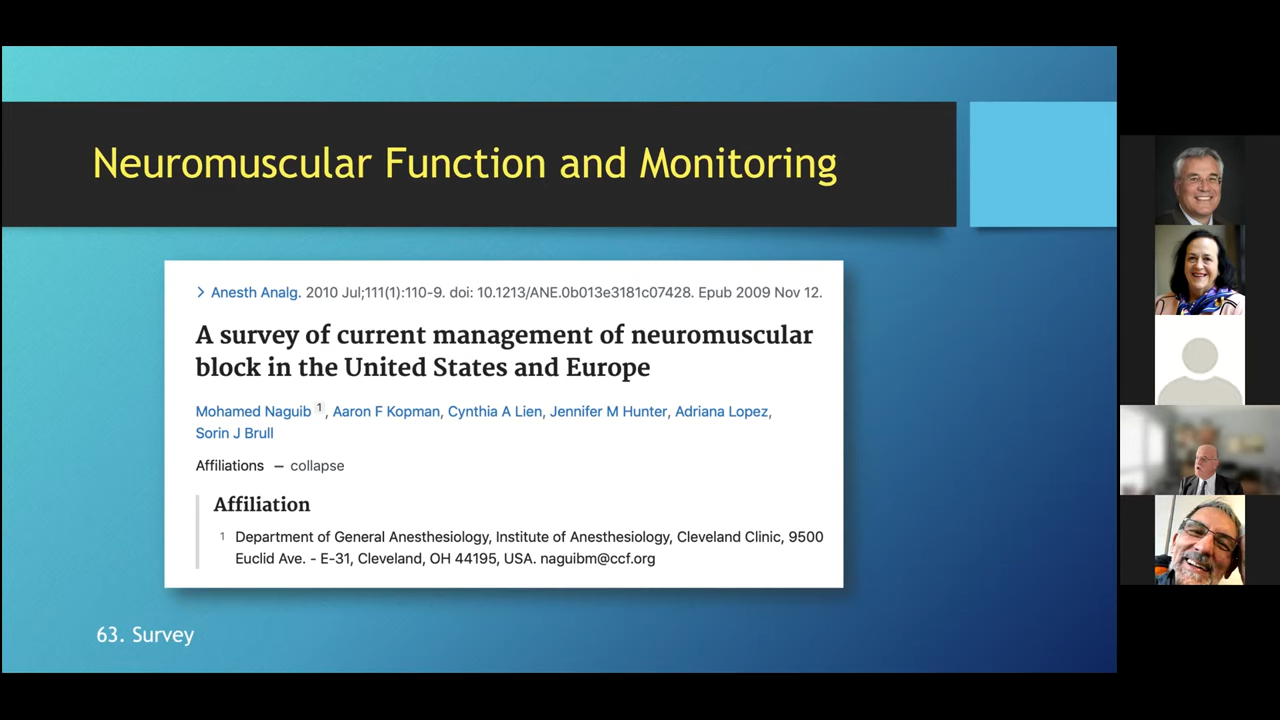 Neuromuscular Function and Monitoring
> Anesth Analg. 2010 Jul;111(1):110-9. doi: 10.1213/ANE.0b013e3181c07428. Epub 2009 Nov 12.
A survey of current management of neuromuscular
block in the United States and Europe
Mohamed Naguib 1, Aaron F Kopman, Cynthia A Lien, Jennifer M Hunter, Adriana Lopez,
Sorin J Brull
Affiliations – collapse
Affiliation
1 Department of General Anesthesiology, Institute of Anesthesiology, Cleveland Clinic, 9500
Euclid Ave. - E-31, Cleveland, OH 44195, USA. naguibm@ccf.org
63. Survey